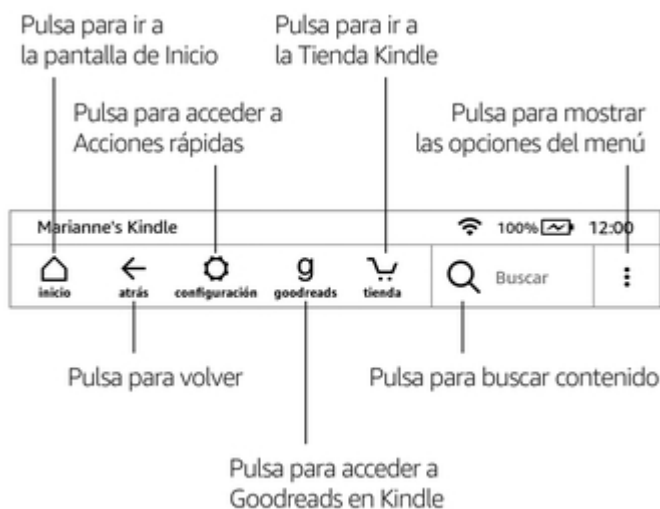 Pulsa para ir a
la pantalla de Inicio
Pulsa para ir a
la Tienda Kindle
Pulsa para acceder a
Acciones rápidas
Pulsa para mostrar
las opciones del menú
Marianne's Kindle 100% 12:00
inicio atrás configuración goodreads tienda Buscar
Pulsa para volver
Pulsa para buscar contenido
Pulsa para acceder a
Goodreads en Kindle